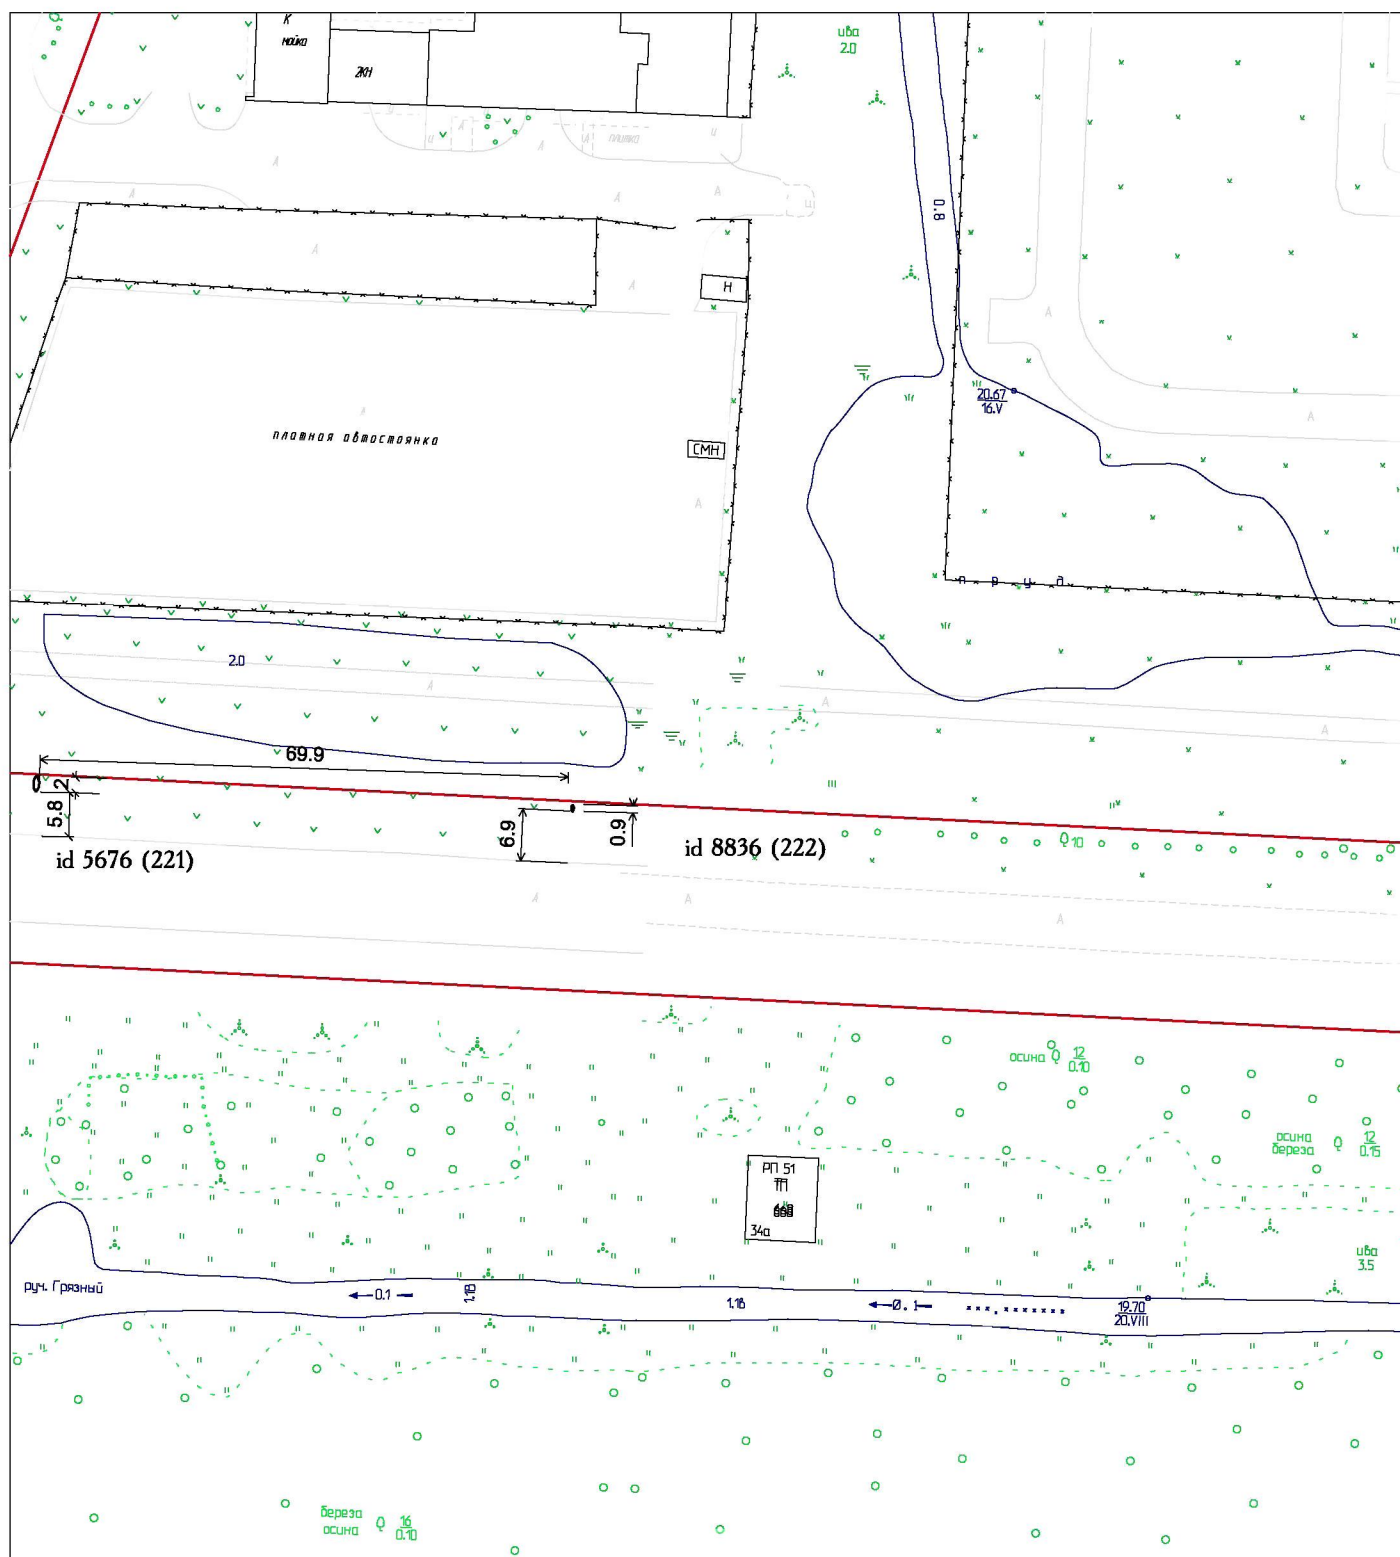 К
мойка
2КН
ива
2.0
А
А
плитка
А
А
А
А
А
0.8
А
А
Н
А
А
20.67
16.V
А
платная автостоянка
СМН
А
пруд
2.0
А
А
А
69.9
0
2
5.8
6.9
0.9
id 5676 (221)
id 8836 (222)
10
А
А
А
осина 12
0.10
осина
береза 12
0.15
РП 51
ТП
34а
ива
3.5
руч. Грязный
0.1
1.18
1.16
0.1
19.70
20.VIII
береза
осина 16
0.10